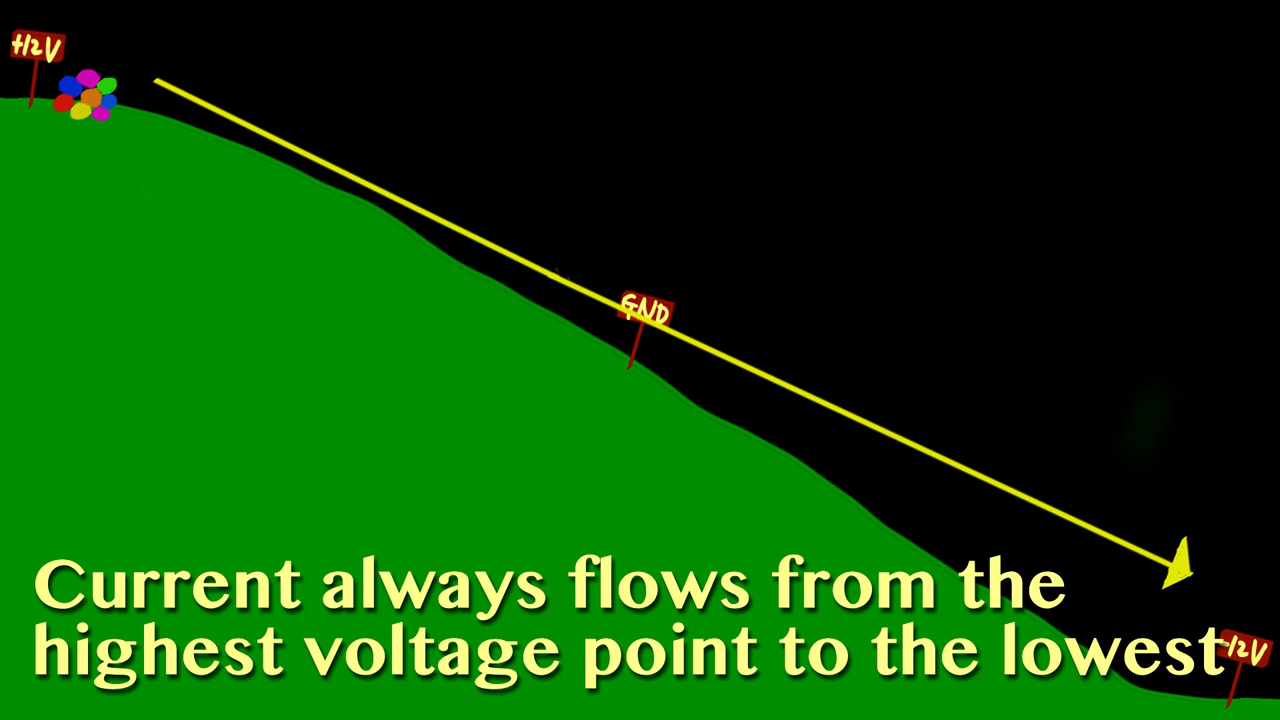 +12V
GND
Current always flows from the
highest voltage point to the lowest
-12V